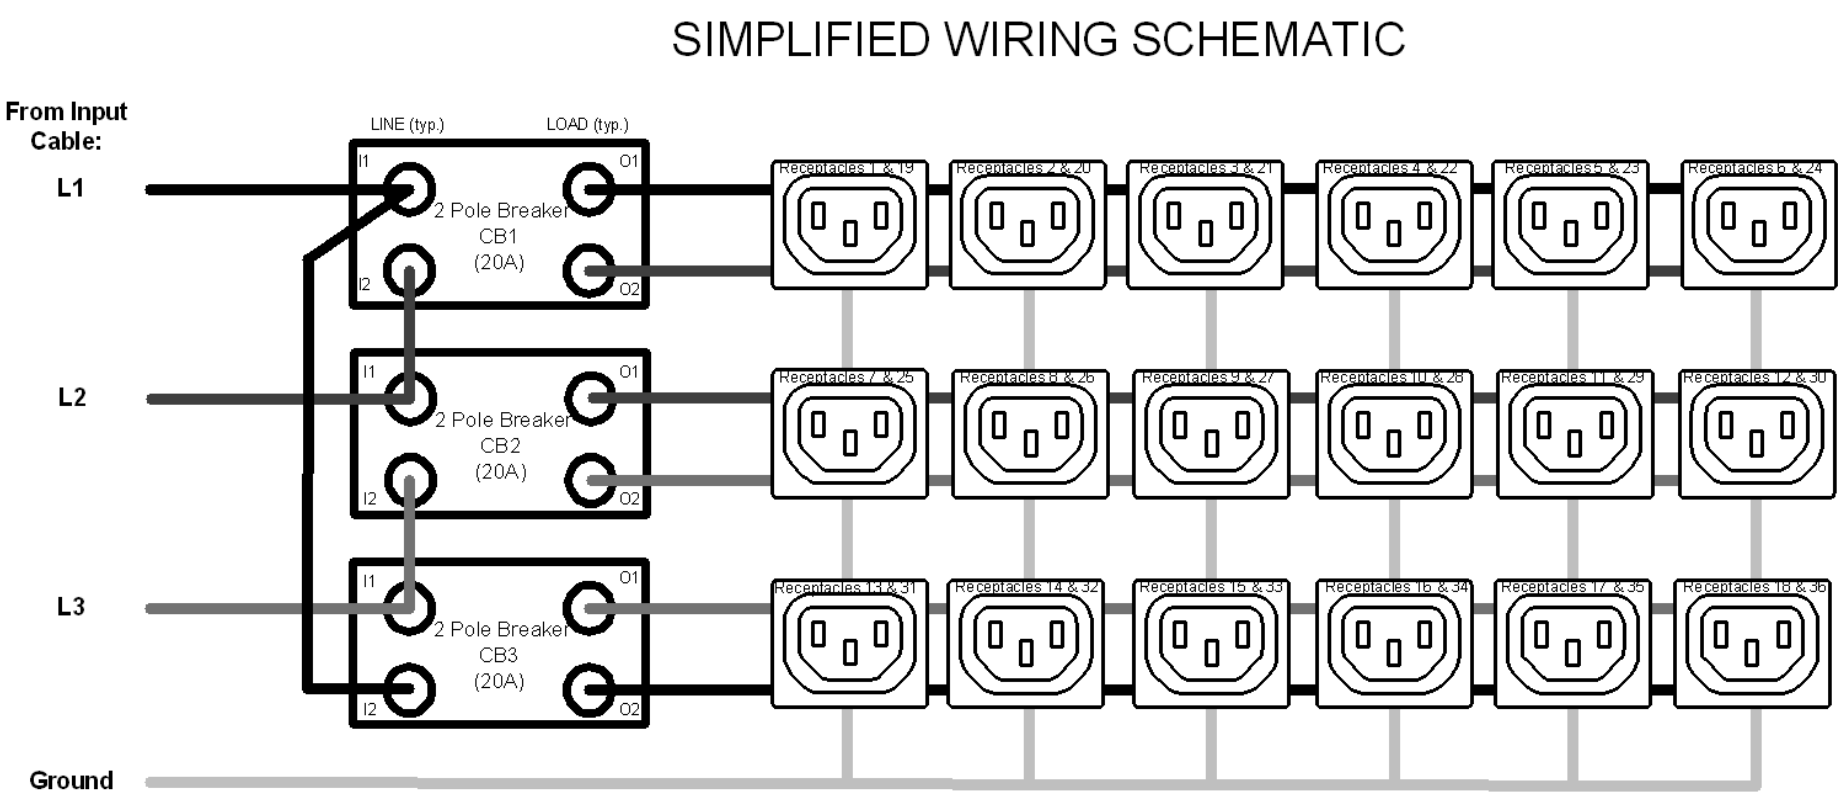 SIMPLIFIED WIRING SCHEMATIC
From Input
Cable:
LINE (typ.)
LOAD (typ.)
L1
I1
O1
2 Pole Breaker
CB1
(20A)
I2
O2
Receptacles 1 & 19
Receptacles 2 & 20
Receptacles 3 & 21
Receptacles 4 & 22
Receptacles 5 & 23
Receptacles 6 & 24
L2
I1
O1
2 Pole Breaker
CB2
(20A)
I2
O2
Receptacles 7 & 25
Receptacles 8 & 26
Receptacles 9 & 27
Receptacles 10 & 28
Receptacles 11 & 29
Receptacles 12 & 30
L3
I1
O1
2 Pole Breaker
CB3
(20A)
I2
O2
Receptacles 13 & 31
Receptacles 14 & 32
Receptacles 15 & 33
Receptacles 16 & 34
Receptacles 17 & 35
Receptacles 18 & 36
Ground